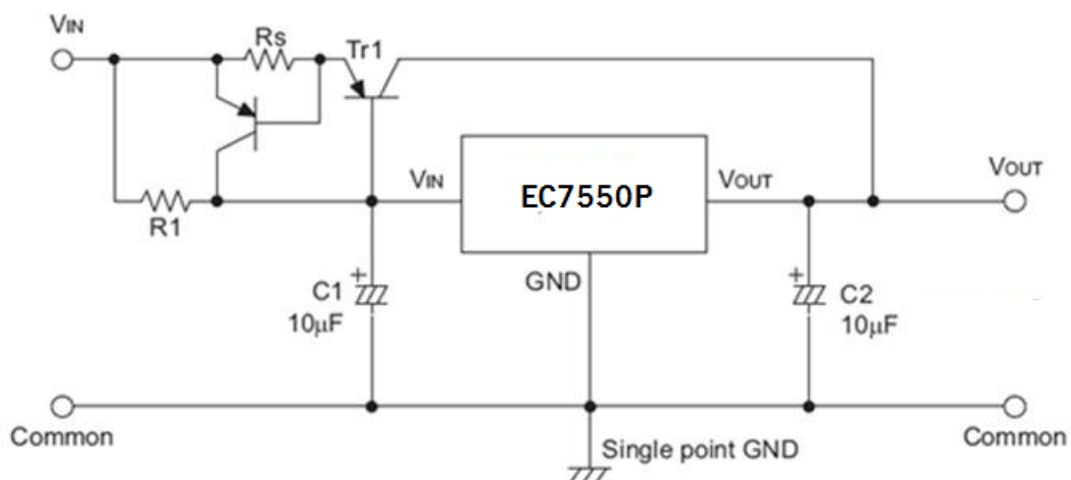 VIN
Rs
Tr1
R1
VIN
EC7550P
VOUT
VOUT
GND
C1
10μF
+
+
C2
10μF
Common
Common
Single point GND